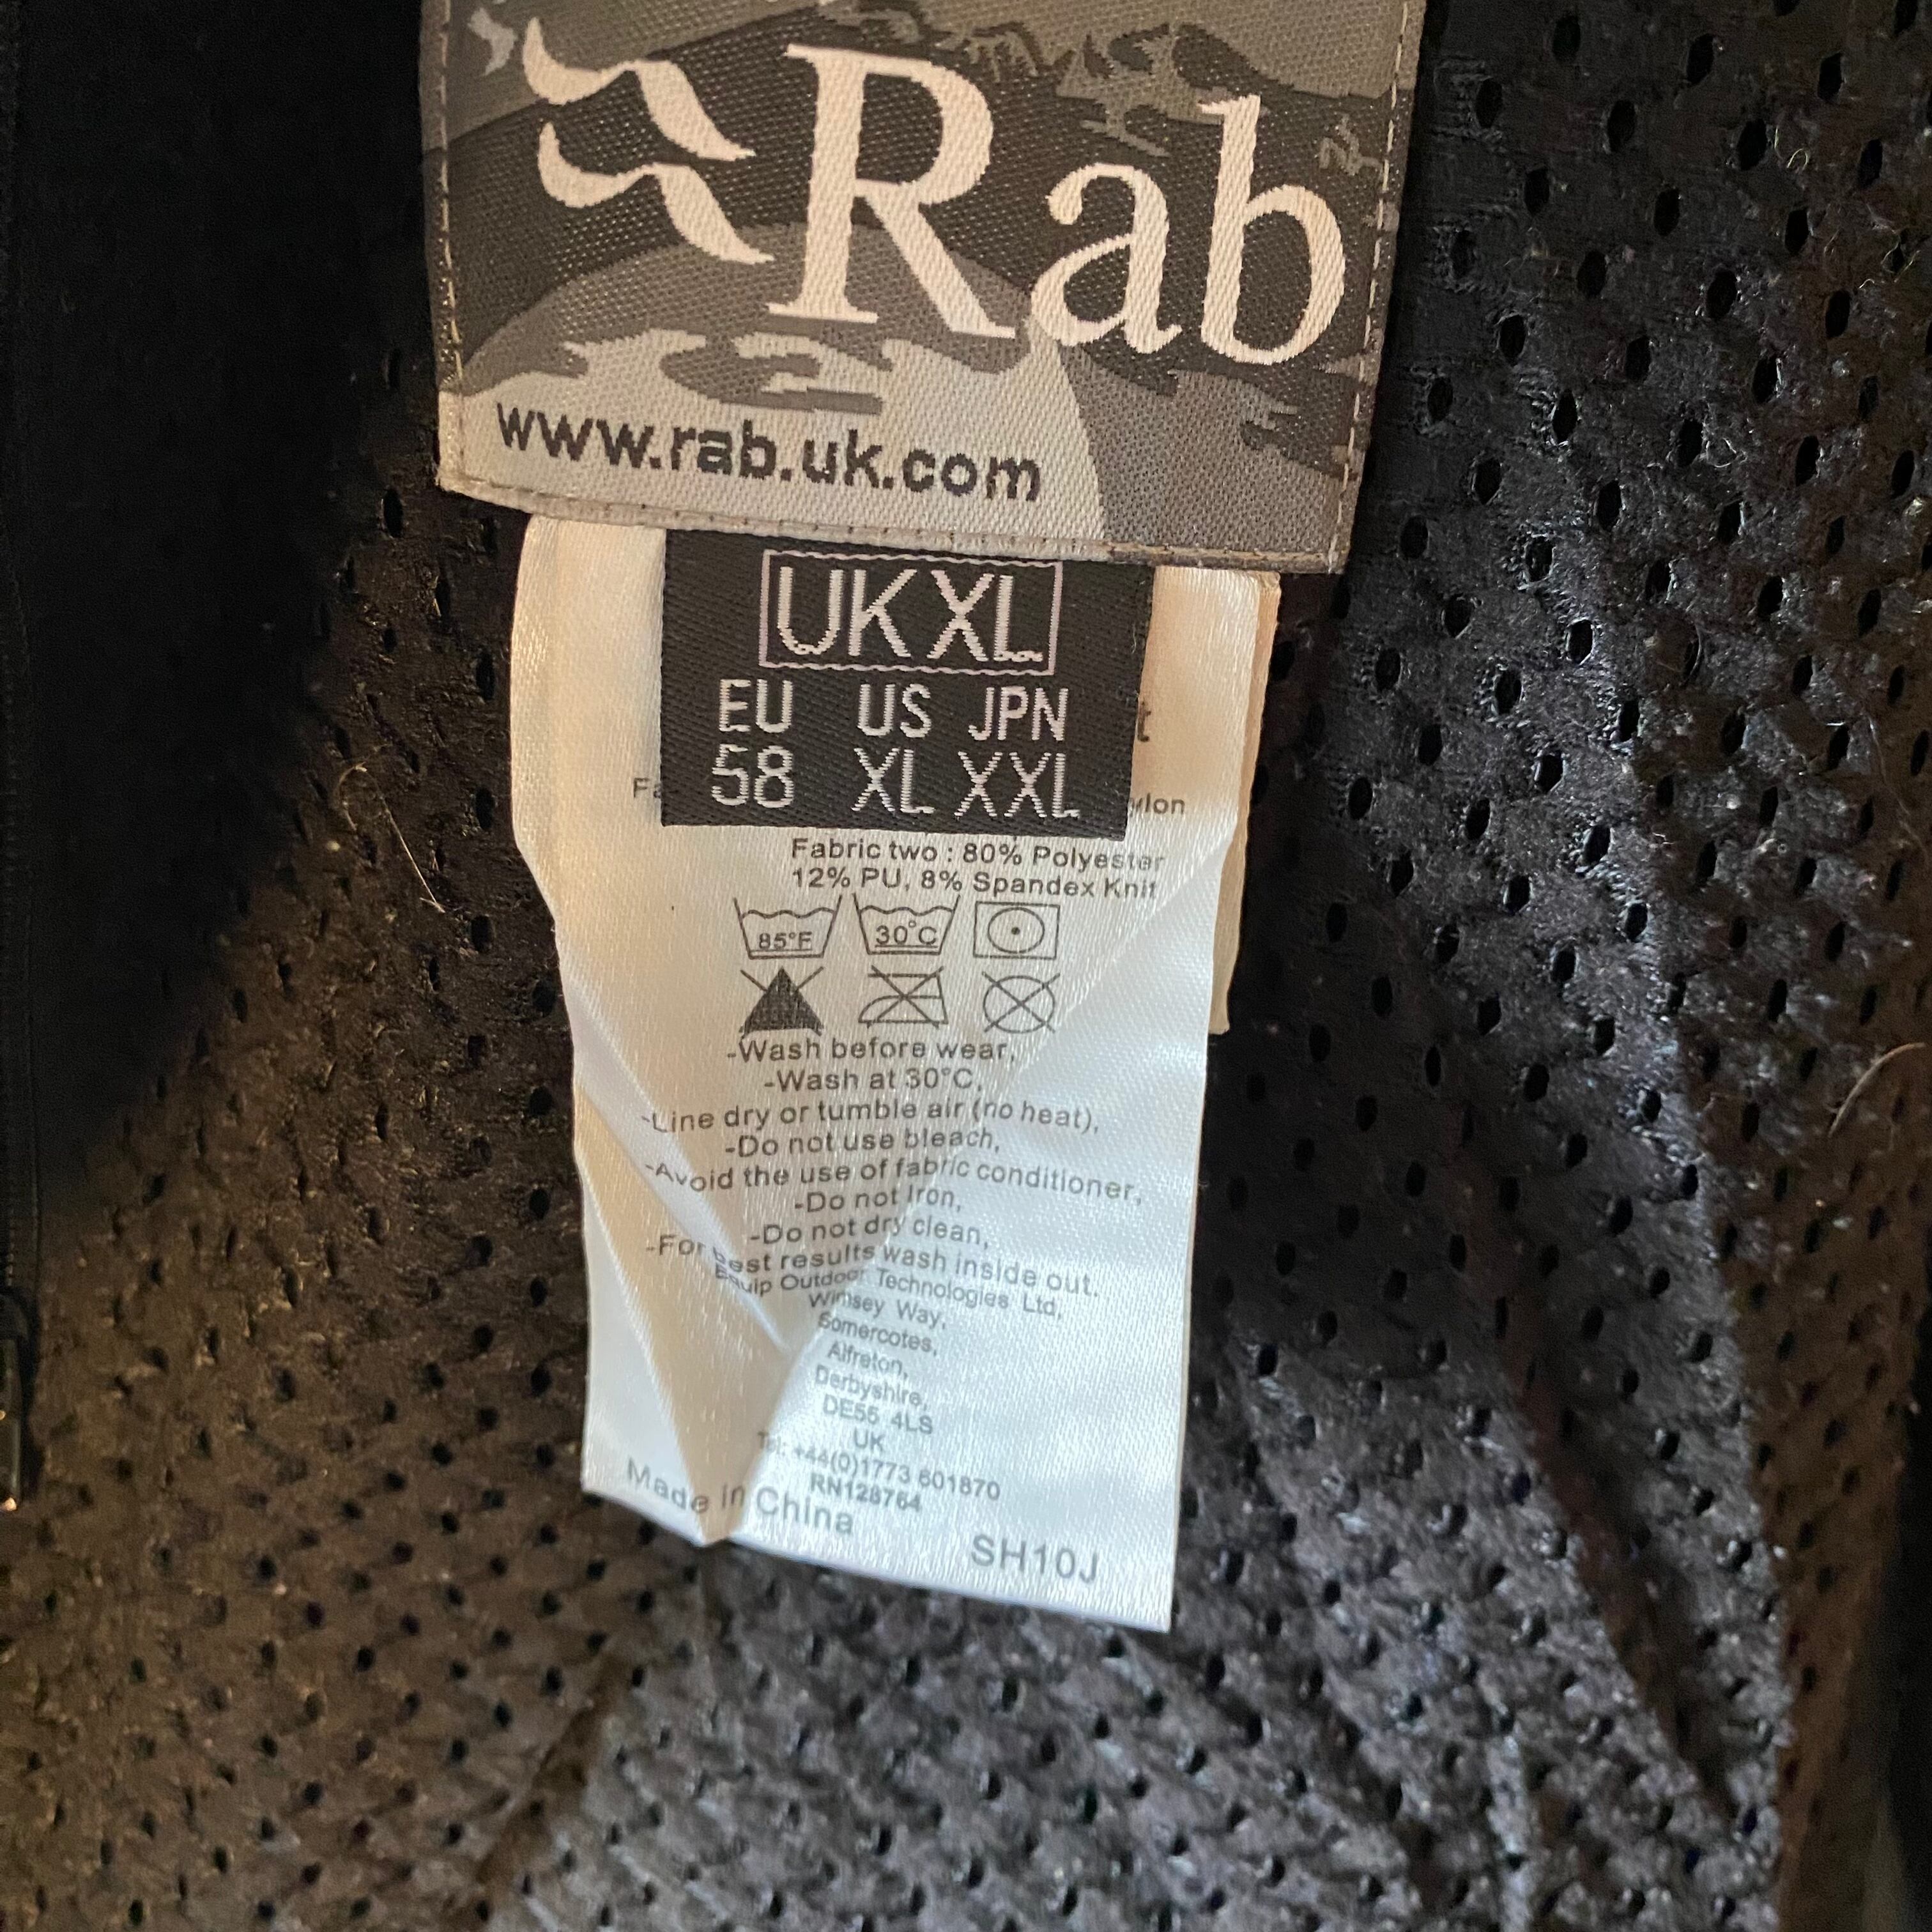 Rab
www.rab.uk.com
UK XL
EU US JPN
58 XL XXL
Fabric two : 80% Polyester
12% PU, 8% Spandex Knit
85°F 30°C
-Wash before wear,
-Wash at 30°C,
-Line dry or tumble air (no heat),
-Do not use bleach,
-Avoid the use of fabric conditioner,
-Do not Iron,
-Do not dry clean,
-For best results wash inside out.
Equip Outdoor Technologies Ltd,
Wimsey Way,
Somercotes,
Alfreton,
Derbyshire,
DE55 4LS
UK
Tel: +44(0)1773 601870
RN128764
Made in China
SH10J